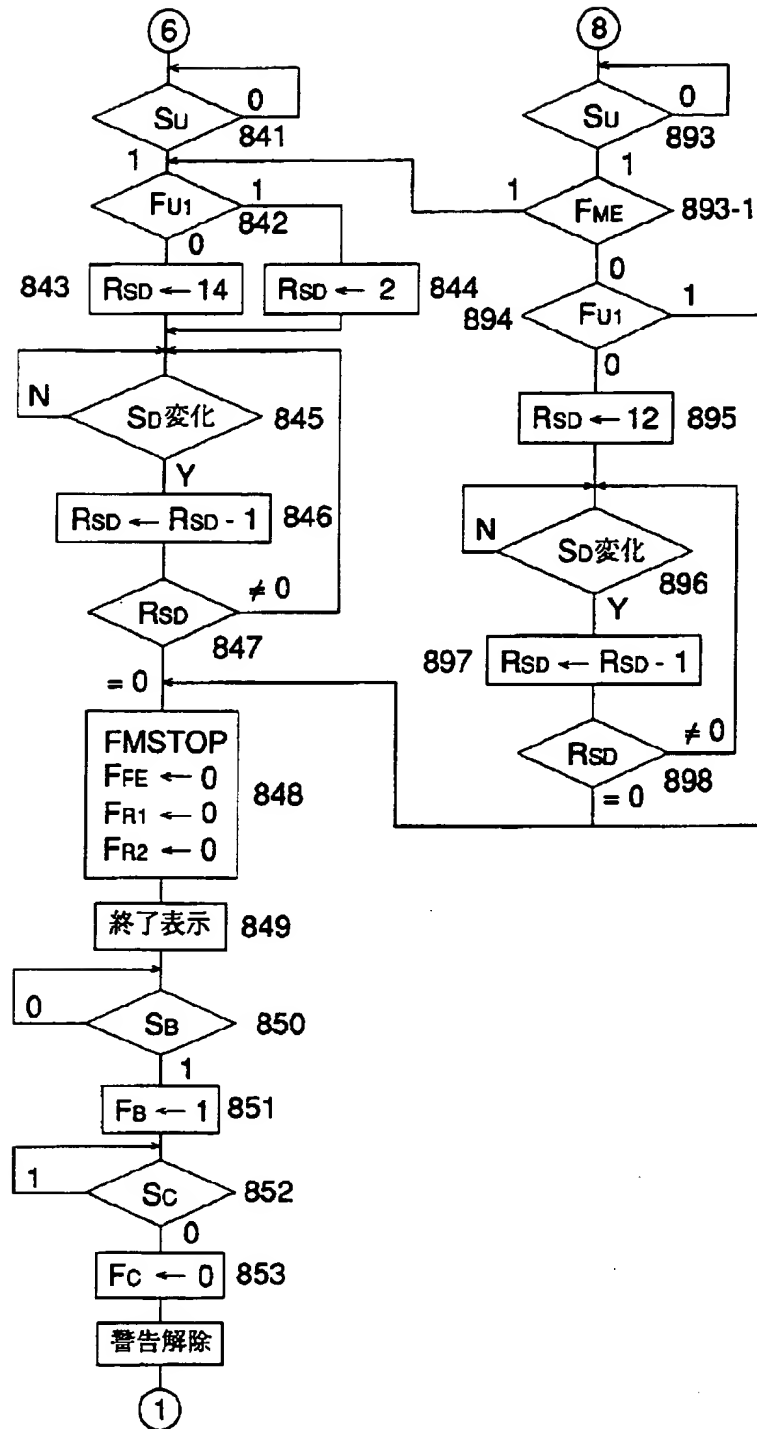 6
SU
0
841
1
FU1
1
842
0
843
RSD ← 14
RSD ← 2
844
N
SD変化
845
Y
RSD ← RSD - 1
846
RSD
≠ 0
847
= 0
FMSTOP
FFE ← 0
FR1 ← 0
FR2 ← 0
848
終了表示
849
0
SB
850
1
FB ← 1
851
1
SC
852
0
FC ← 0
853
警告解除
1
8
SU
0
893
1
1
FME
893-1
0
894
FU1
1
0
RSD ← 12
895
N
SD変化
896
Y
897
RSD ← RSD - 1
RSD
≠ 0
898
= 0